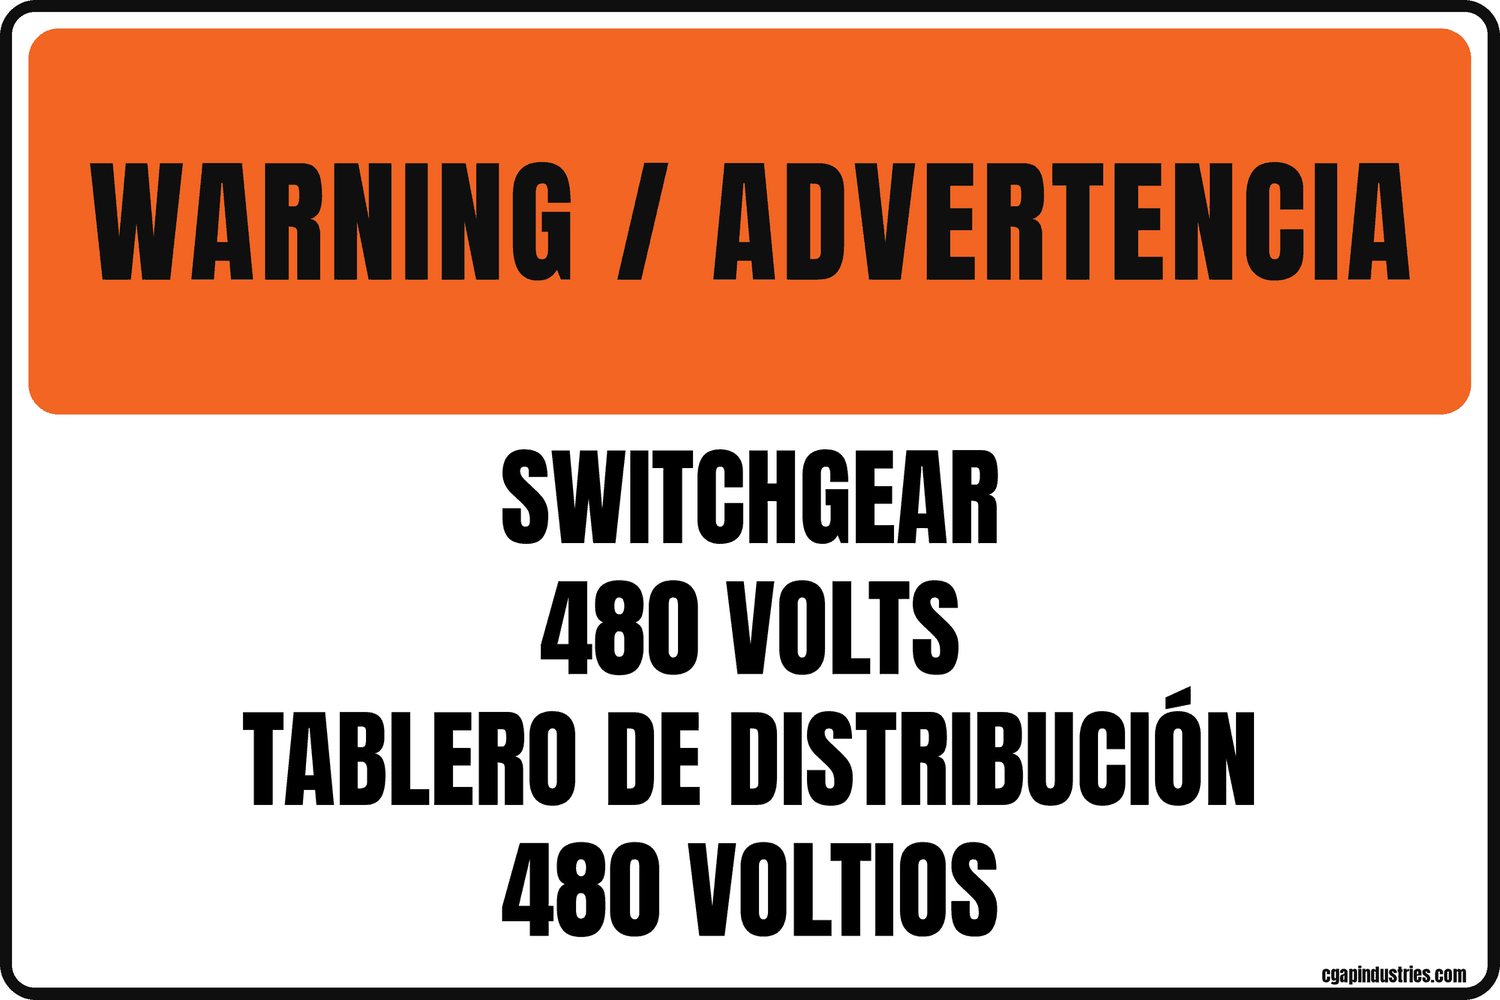 WARNING / ADVERTENCIA
SWITCHGEAR
480 VOLTS
TABLERO DE DISTRIBUCIÓN
480 VOLTIOS
cgapindustries.com